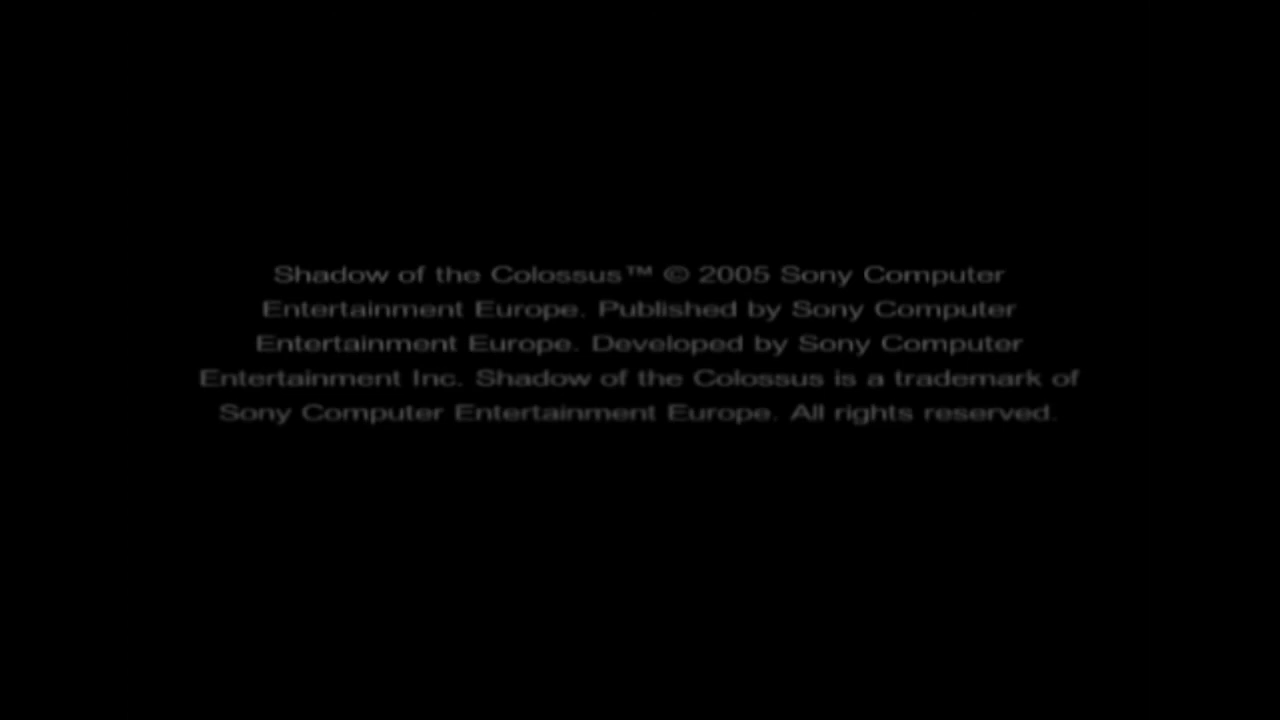 Shadow of the Colossus™ © 2005 Sony Computer
Entertainment Europe. Published by Sony Computer
Entertainment Europe. Developed by Sony Computer
Entertainment Inc. Shadow of the Colossus is a trademark of
Sony Computer Entertainment Europe. All rights reserved.